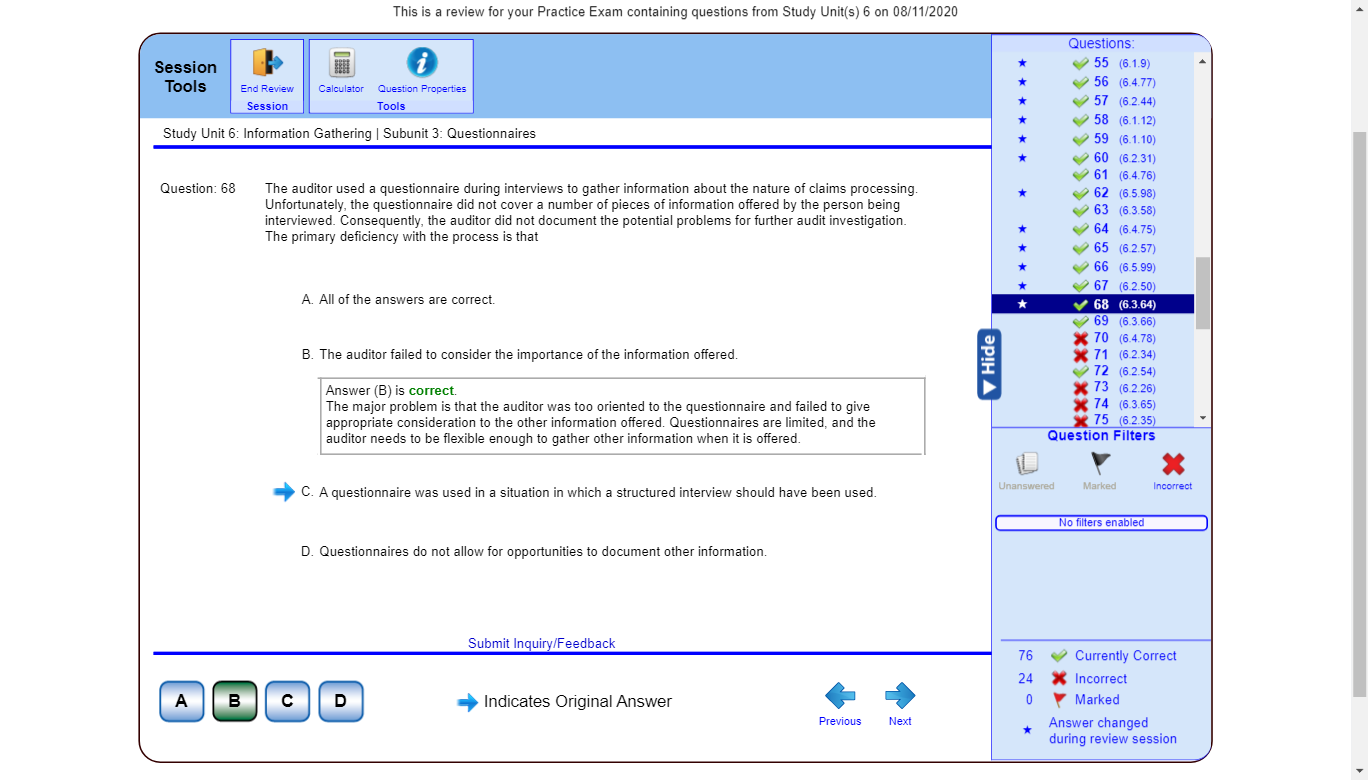 This is a review for your Practice Exam containing questions from Study Unit(s) 6 on 08/11/2020
Session
Tools
End Review
Session
Calculator
Question Properties
Tools
Study Unit 6: Information Gathering | Subunit 3: Questionnaires
Question: 68
The auditor used a questionnaire during interviews to gather information about the nature of claims processing.
Unfortunately, the questionnaire did not cover a number of pieces of information offered by the person being
interviewed. Consequently, the auditor did not document the potential problems for further audit investigation.
The primary deficiency with the process is that
A. All of the answers are correct.
B. The auditor failed to consider the importance of the information offered.
Answer (B) is correct.
The major problem is that the auditor was too oriented to the questionnaire and failed to give
appropriate consideration to the other information offered. Questionnaires are limited, and the
auditor needs to be flexible enough to gather other information when it is offered.
C. A questionnaire was used in a situation in which a structured interview should have been used.
D. Questionnaires do not allow for opportunities to document other information.
Submit Inquiry/Feedback
A
B
C
D
Indicates Original Answer
Previous
Next
Questions:
55 (6.1.9)
56 (6.4.77)
57 (6.2.44)
58 (6.1.12)
59 (6.1.10)
60 (6.2.31)
61 (6.4.76)
62 (6.5.98)
63 (6.3.58)
64 (6.4.75)
65 (6.2.57)
66 (6.5.99)
67 (6.2.50)
68 (6.3.64)
69 (6.3.66)
70 (6.4.78)
71 (6.2.34)
72 (6.2.54)
73 (6.2.26)
74 (6.3.65)
75 (6.2.35)
Hide
Question Filters
Unanswered
Marked
Incorrect
No filters enabled
76 Currently Correct
24 Incorrect
0 Marked
Answer changed
during review session